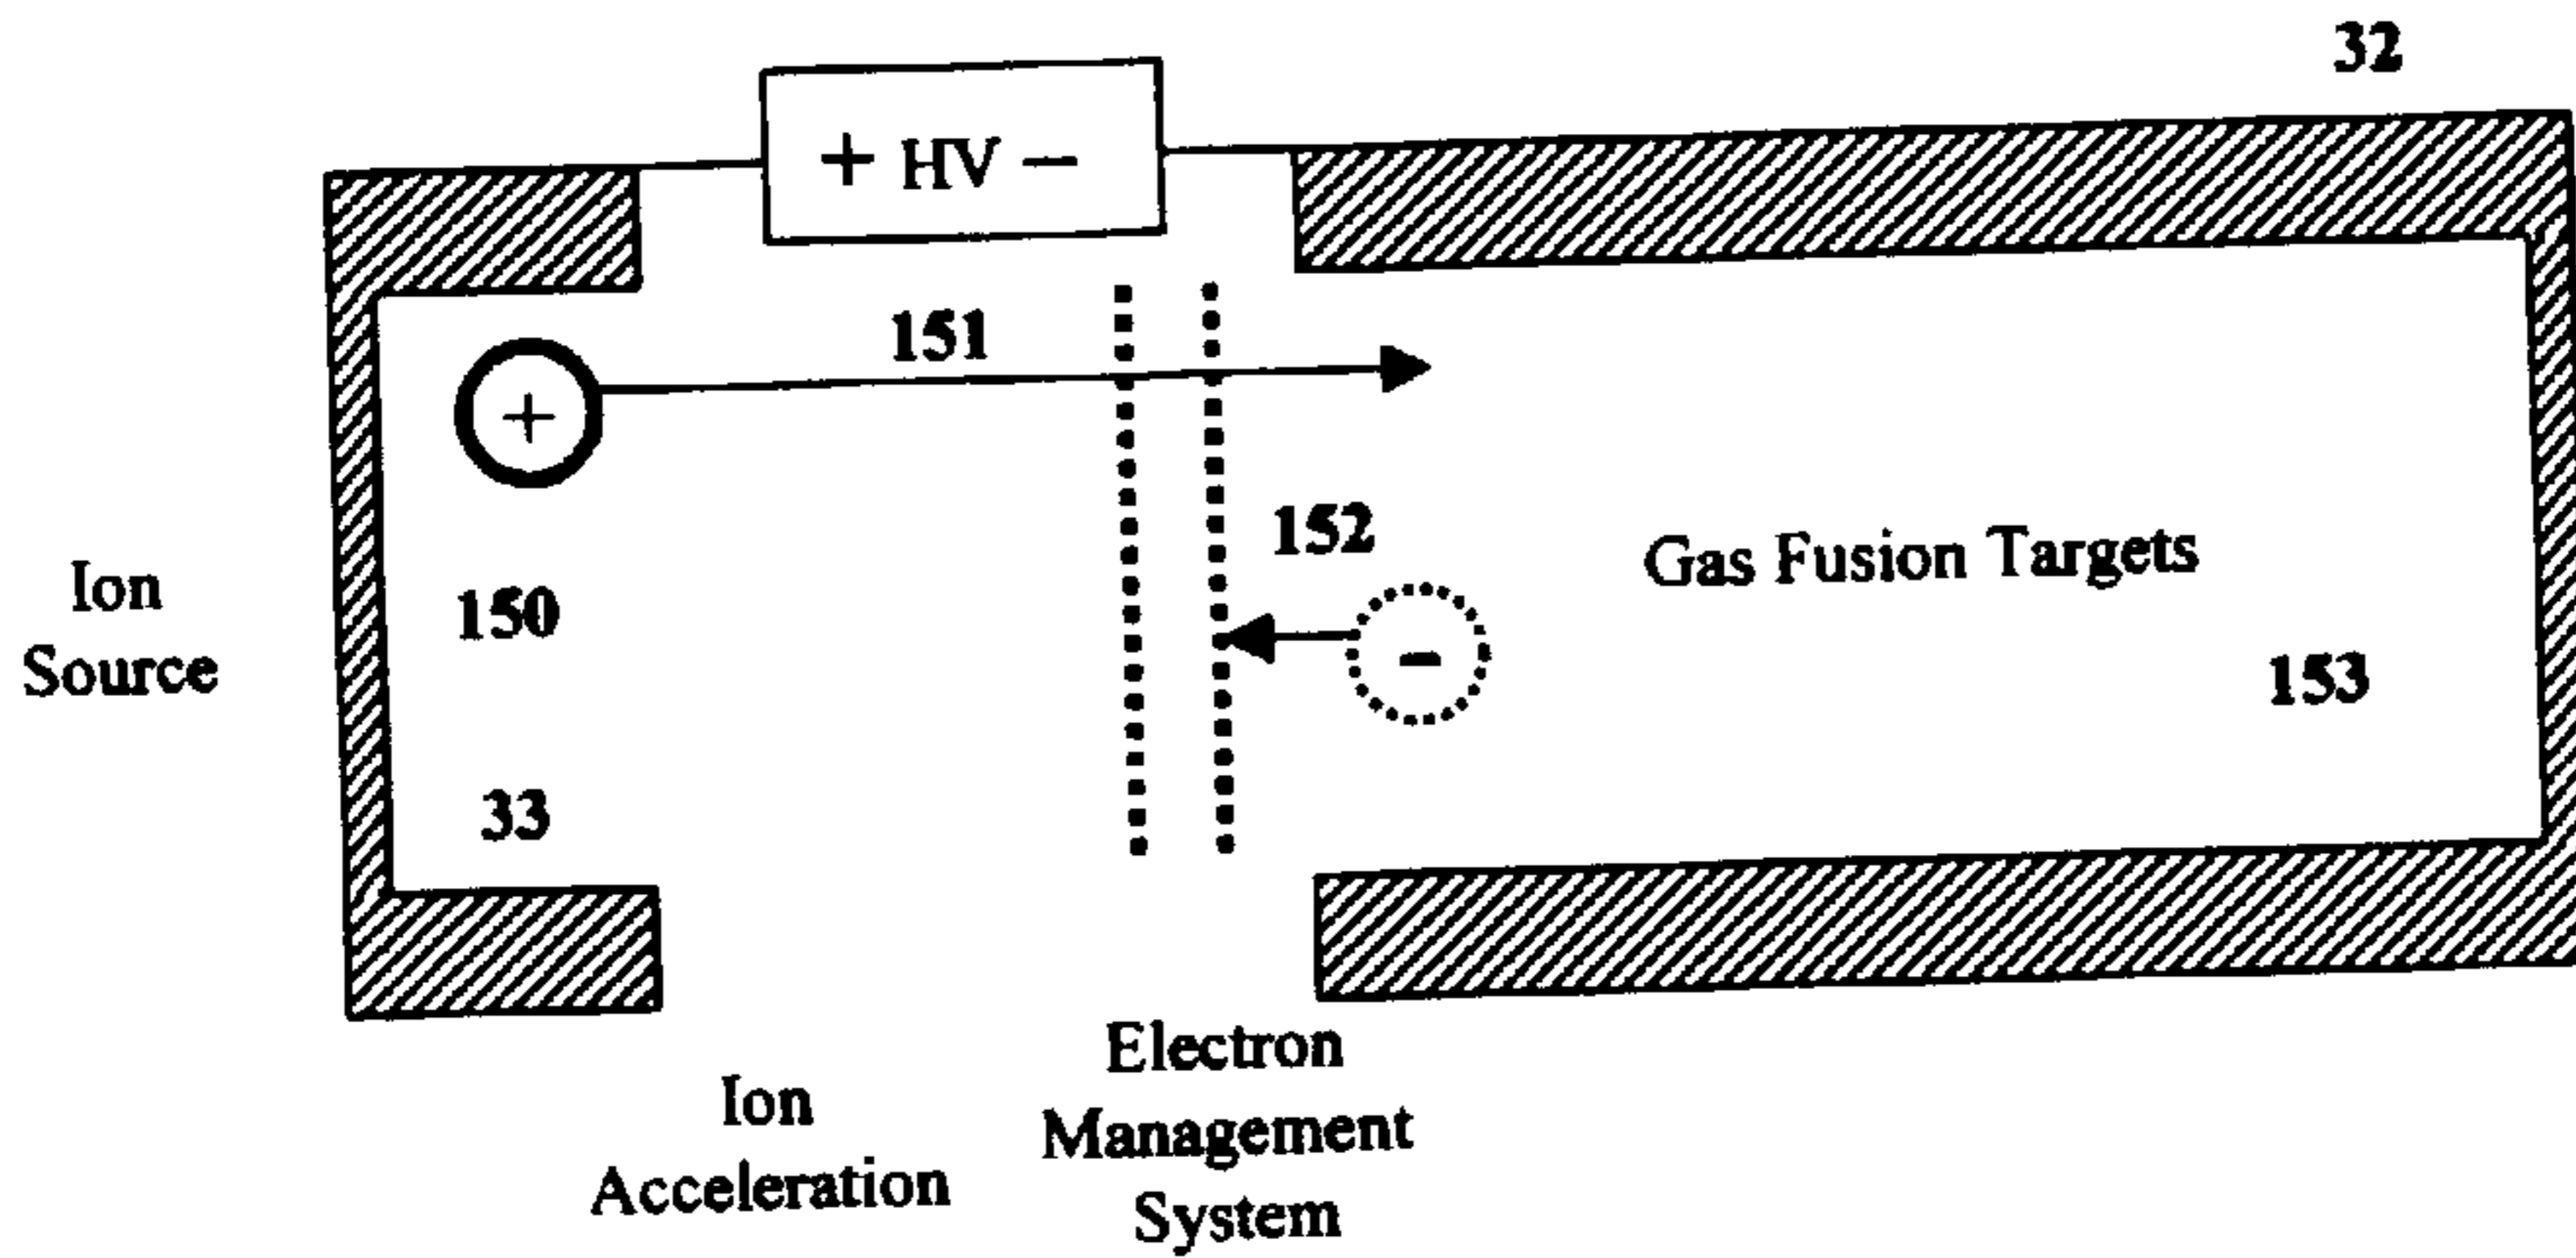 32
+ HV −
151
+
152
Gas Fusion Targets
-
Ion
Source
150
153
33
Ion
Acceleration
Electron
Management
System